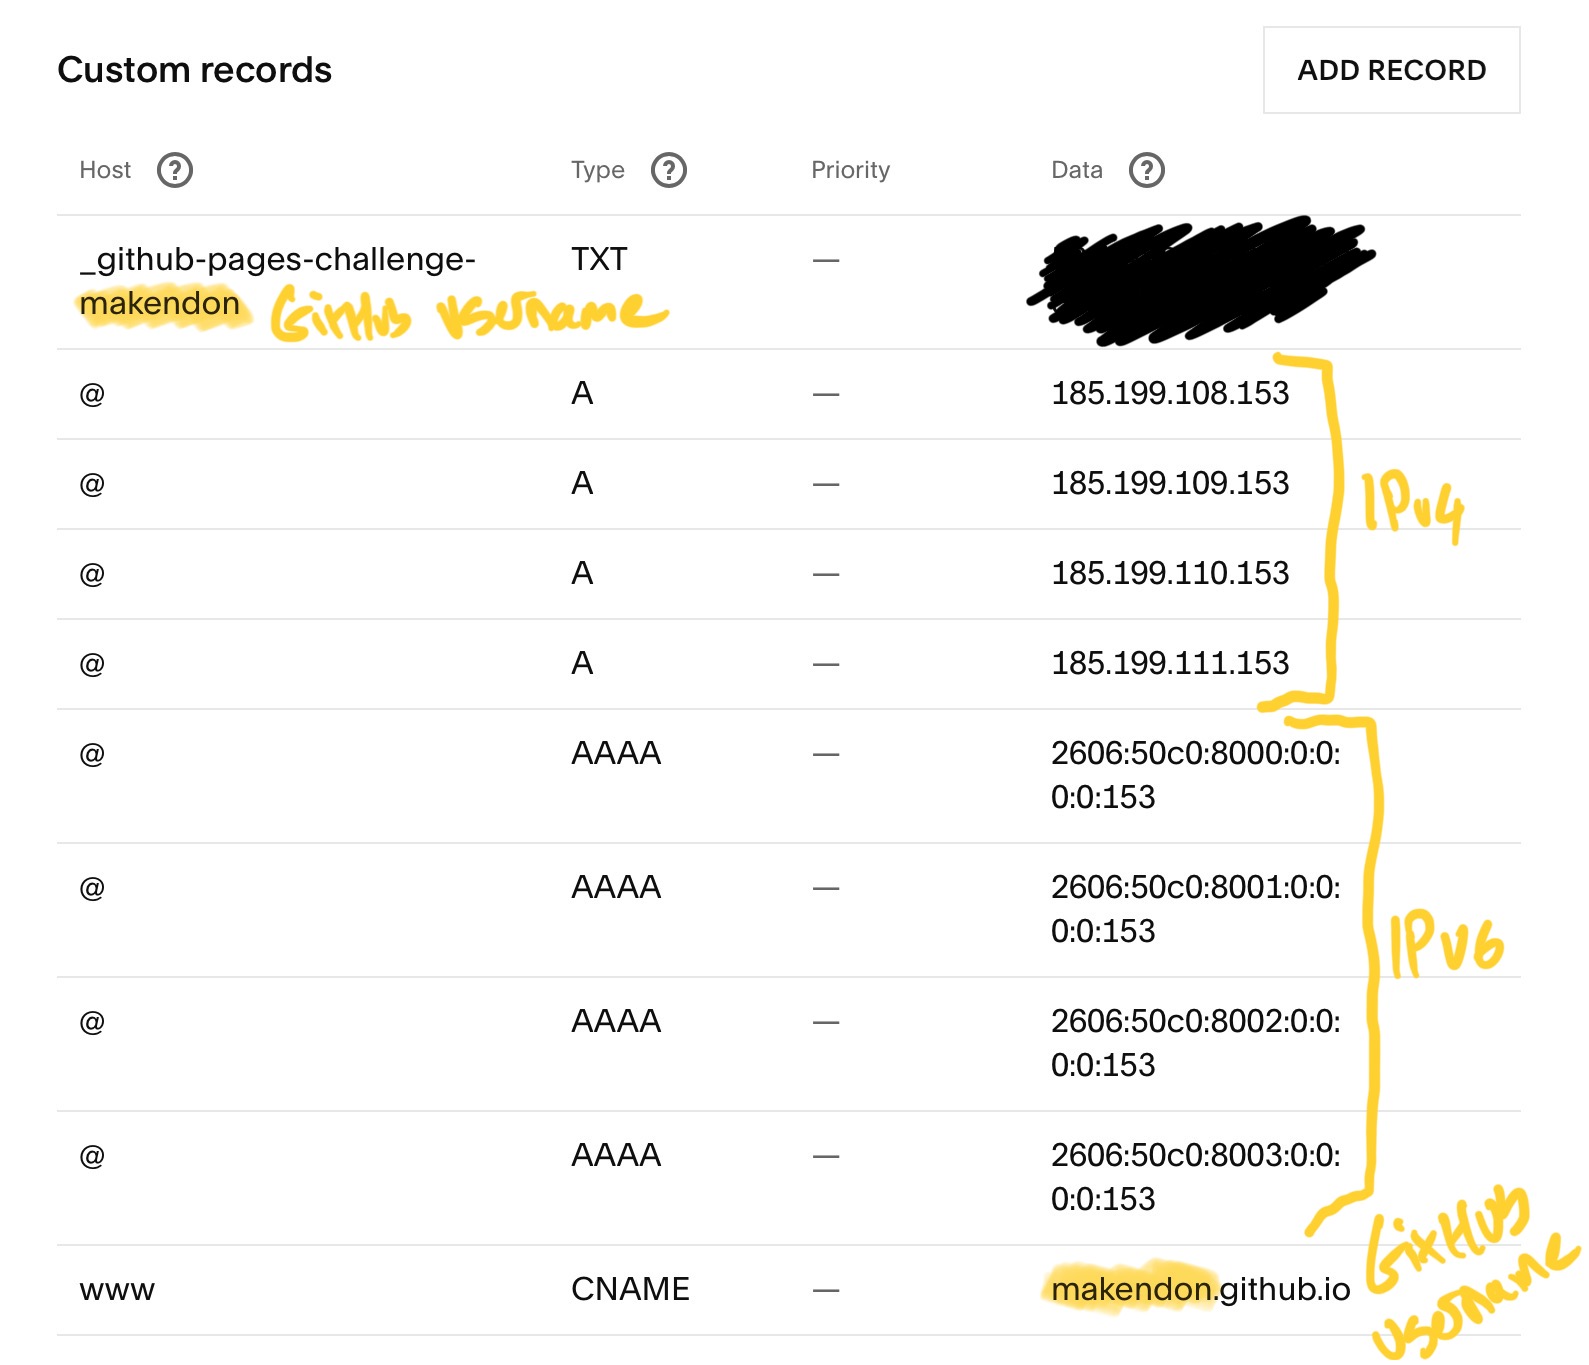 Custom records
ADD RECORD
Host ? Type ? Priority Data ?
_github-pages-challenge- TXT —
makendon GitHub username
@ A — 185.199.108.153
@ A — 185.199.109.153
IPv4
@ A — 185.199.110.153
@ A — 185.199.111.153
@ AAAA — 2606:50c0:8000:0:0:
0:0:153
@ AAAA — 2606:50c0:8001:0:0:
0:0:153
IPv6
@ AAAA — 2606:50c0:8002:0:0:
0:0:153
@ AAAA — 2606:50c0:8003:0:0:
0:0:153
www CNAME — makendon.github.io
GitHub
username